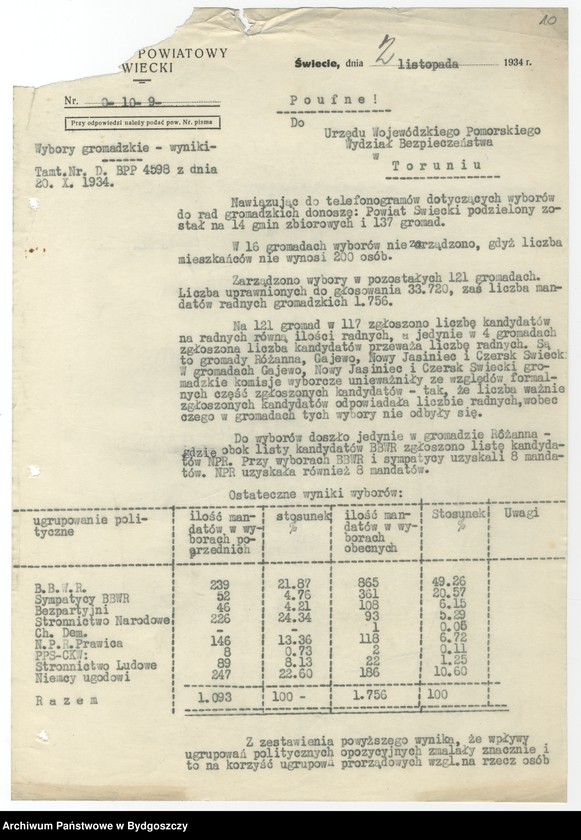 10
POWIATOWY
WIECKI
Świecie, dnia 2 listopada 1934 r.
Nr. 0- 10- 9-
Przy odpowiedzi należy podać pow. Nr. pisma
P o u f n e !
Do
Urzędu Wojewódzkiego Pomorskiego
Wydział Bezpieczeństwa
w
T o r u n i u
Wybory gromadzkie - wyniki-
Tamt.Nr. D. BPP 4598 z dnia
20. X. 1934.
Nawiązując do telefonogramów dotyczących wyborów
do rad gromadzkich donoszę: Powiat Swiecki podzielony zo-
stał na 14 gmin zbiorowych i 137 gromad.
W 16 gromadach wyborów nie zarządzono, gdyż liczba
mieszkańców nie wynosi 200 osób.
Zarządzono wybory w pozostałych 121 gromadach.
Liczba uprawnionych do głosowania 33.720, zaś liczba man-
datów radnych gromadzkich 1.756.
Na 121 gromad w 117 zgłoszono liczbę kandydatów
na radnych równą ilości radnych, a jedynie w 4 gromadach
zgłoszona liczba kandydatów przeważa liczbę radnych. Są
to gromady Różanna, Gajewo, Nowy Jasiniec i Czersk Swieck:
W gromadach Gajewo, Nowy Jasiniec i Czersk Swiecki gro-
madzkie komisje wyborcze unieważniły ze względów formal-
nych część zgłoszonych kandydatów - tak, że liczba ważnie
zgłoszonych kandydatów odpowiadała liczbie radnych,wobec
czego w gromadach tych wybory nie odbyły się.
Do wyborów doszło jedynie w gromadzie Różanna -
gdzie obok listy kandydatów BBWR zgłoszono listę kandyda-
tów NPR. Przy wyborach BBWR i sympatycy uzyskali 8 manda-
tów. NPR uzyskała również 8 mandatów.
Ostateczne wyniki wyborów:
ugrupowanie poli-
tyczne
ilość man-
datów w wy-
borach po-
przednich
stosunek
%
ilość man-
datów w wy-
borach
obecnych
Stosunek
%
Uwagi
B.B.W.R. 239 21.87 865 49.26
Sympatycy BBWR 52 4.76 361 20.57
Bezpartyjni 46 4.21 108 6.15
Stronnictwo Narodowe 226 24.34 93 5.29
Ch. Dem. - - 1 0.06
N.P.R.Prawica 146 13.36 118 6.72
PPS-CKW: 8 0.73 2 0.11
Stronnictwo Ludowe 89 8.13 22 1.25
Niemcy ugodowi 247 22.60 186 10.60
R a z e m 1.093 100 - 1.756 100
Z zestawienia powyższego wynika, że wpływy
ugrupowań politycznych opozycyjnych zmalały znacznie i
to na korzyść ugrupowań prorządowych wzgl.na rzecz osób
Archiwum Państwowe w Bydgoszczy